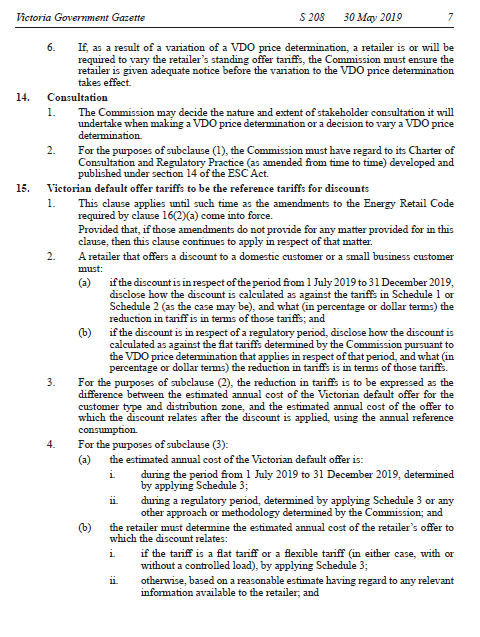 Victoria Government Gazette S 208 30 May 2019 7
6. If, as a result of a variation of a VDO price determination, a retailer is or will be
required to vary the retailer's standing offer tariffs, the Commission must ensure the
retailer is given adequate notice before the variation to the VDO price determination
takes effect.
14. Consultation
1. The Commission may decide the nature and extent of stakeholder consultation it will
undertake when making a VDO price determination or a decision to vary a VDO price
determination.
2. For the purposes of subclause (1), the Commission must have regard to its Charter of
Consultation and Regulatory Practice (as amended from time to time) developed and
published under section 14 of the ESC Act.
15. Victorian default offer tariffs to be the reference tariffs for discounts
1. This clause applies until such time as the amendments to the Energy Retail Code
required by clause 16(2)(a) come into force.
Provided that, if those amendments do not provide for any matter provided for in this
clause, then this clause continues to apply in respect of that matter.
2. A retailer that offers a discount to a domestic customer or a small business customer
must:
(a) if the discount is in respect of the period from 1 July 2019 to 31 December 2019,
disclose how the discount is calculated as against the tariffs in Schedule 1 or
Schedule 2 (as the case may be), and what (in percentage or dollar terms) the
reduction in tariff is in terms of those tariffs; and
(b) if the discount is in respect of a regulatory period, disclose how the discount is
calculated as against the flat tariffs determined by the Commission pursuant to
the VDO price determination that applies in respect of that period, and what (in
percentage or dollar terms) the reduction in tariffs is in terms of those tariffs.
3. For the purposes of subclause (2), the reduction in tariffs is to be expressed as the
difference between the estimated annual cost of the Victorian default offer for the
customer type and distribution zone, and the estimated annual cost of the offer to
which the discount relates after the discount is applied, using the annual reference
consumption.
4. For the purposes of subclause (3):
(a) the estimated annual cost of the Victorian default offer is:
i. during the period from 1 July 2019 to 31 December 2019, determined
by applying Schedule 3;
ii. during a regulatory period, determined by applying Schedule 3 or any
other approach or methodology determined by the Commission; and
(b) the retailer must determine the estimated annual cost of the retailer's offer to
which the discount relates:
i. if the tariff is a flat tariff or a flexible tariff (in either case, with or
without a controlled load), by applying Schedule 3;
ii. otherwise, based on a reasonable estimate having regard to any relevant
information available to the retailer; and